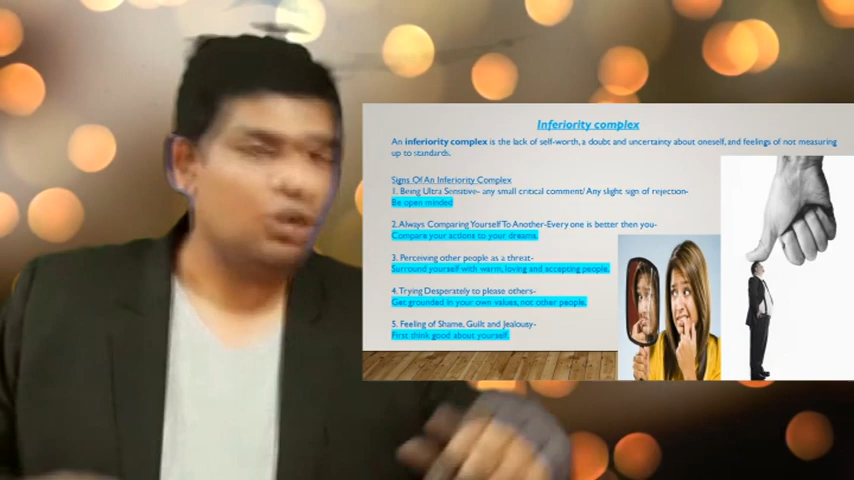 Inferiority complex
An inferiority complex is the lack of self-worth, a doubt and uncertainty about oneself, and feelings of not measuring
up to standards.
Signs Of An Inferiority Complex
1. Being Ultra Sensitive- any small critical comment/ Any slight sign of rejection-
Be open minded
2. Always Comparing Yourself To Another-Every one is better then you-
Compare your actions to your dreams.
3. Perceiving other people as a threat-
Surround yourself with warm, loving and accepting people.
4. Trying Desperately to please others-
Get grounded in your own values, not other people.
5. Feeling of Shame, Guilt and Jealousy-
First think good about yourself.